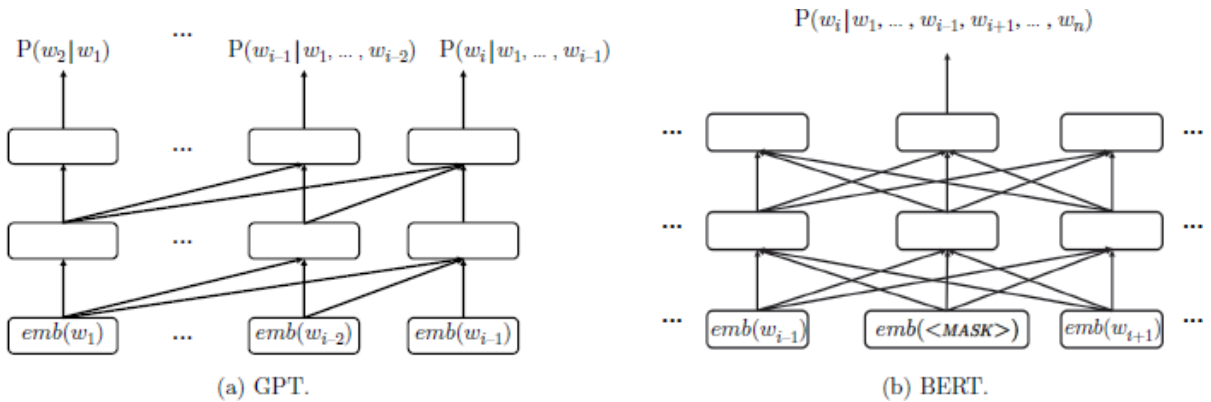 ...
P(w_2|w_1) P(w_{i–1}|w_1, ... , w_{i–2}) P(w_i|w_1, ... , w_{i–1})
...
...
emb(w_1) ... emb(w_{i–2}) emb(w_{i–1})
(a) GPT.
P(w_i|w_1, ... , w_{i–1}, w_{i+1}, ... , w_n)
... ...
... ...
... emb(w_{i–1}) emb(<MASK>) emb(w_{i+1}) ...
(b) BERT.